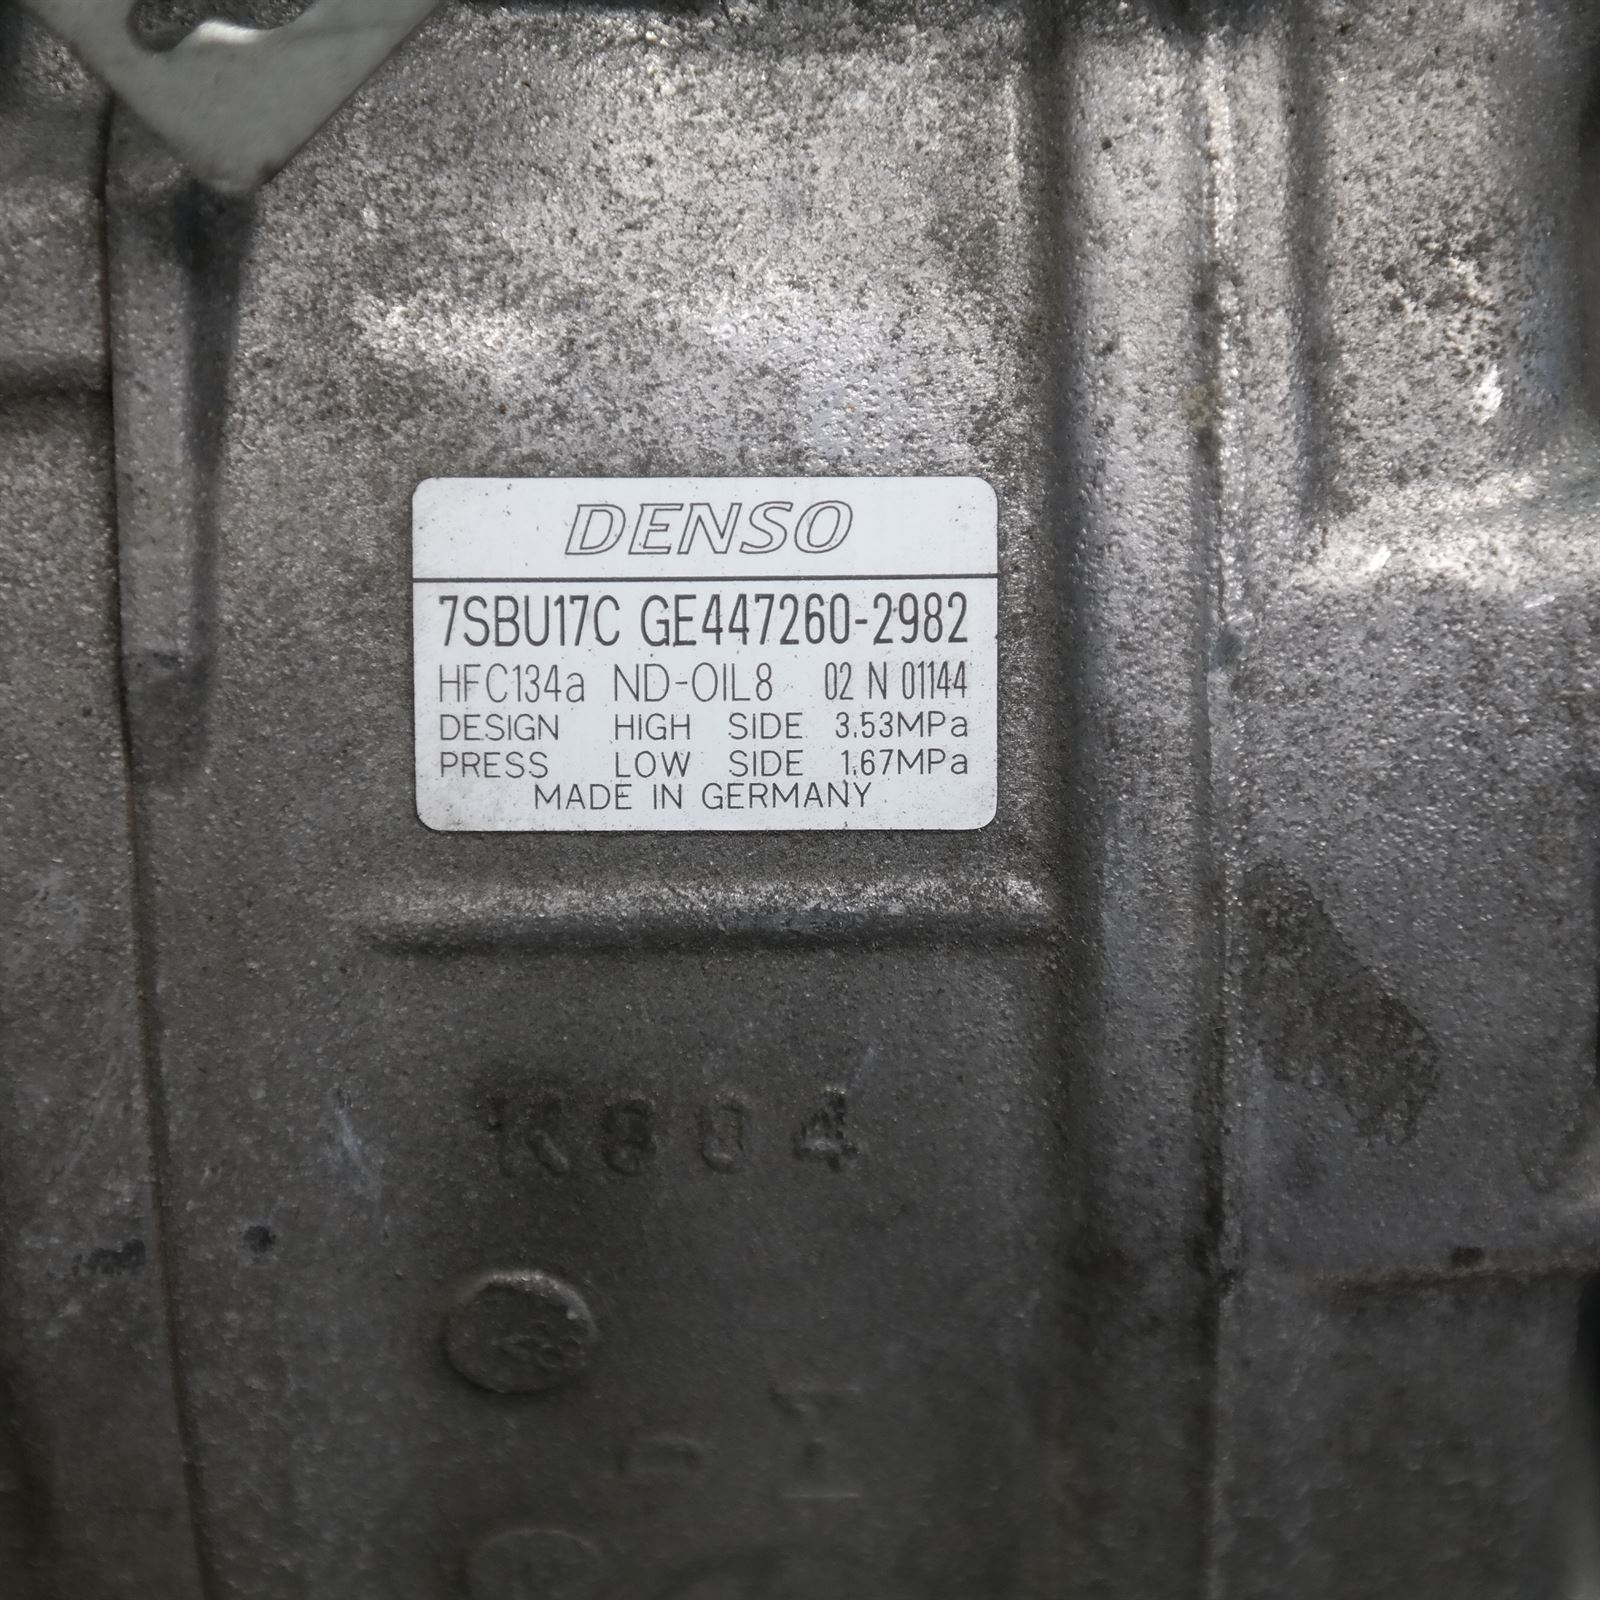 DENSO
7SBU17C GE447260-2982
HFC134a ND-OIL8 02 N 01144
DESIGN HIGH SIDE 3.53MPa
PRESS LOW SIDE 1.67MPa
MADE IN GERMANY